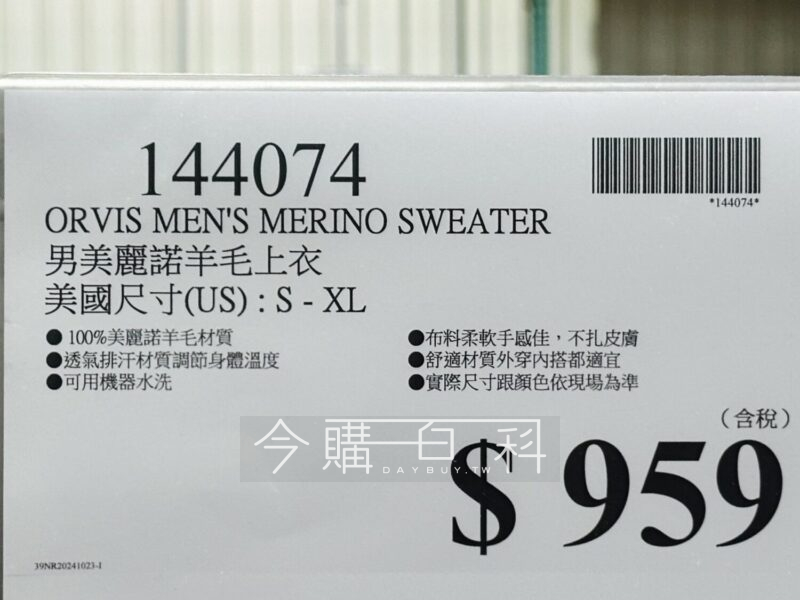 144074
*144074*
ORVIS MEN'S MERINO SWEATER
男美麗諾羊毛上衣
美國尺寸(US) : S - XL
●100%美麗諾羊毛材質
●透氣排汗材質調節身體溫度
●可用機器水洗
●布料柔軟手感佳，不扎皮膚
●舒適材質外穿內搭都適宜
●實際尺寸跟顏色依現場為準
（含稅）
$ 959
今購百科
DAYBUY.TW
39NR20241023-1